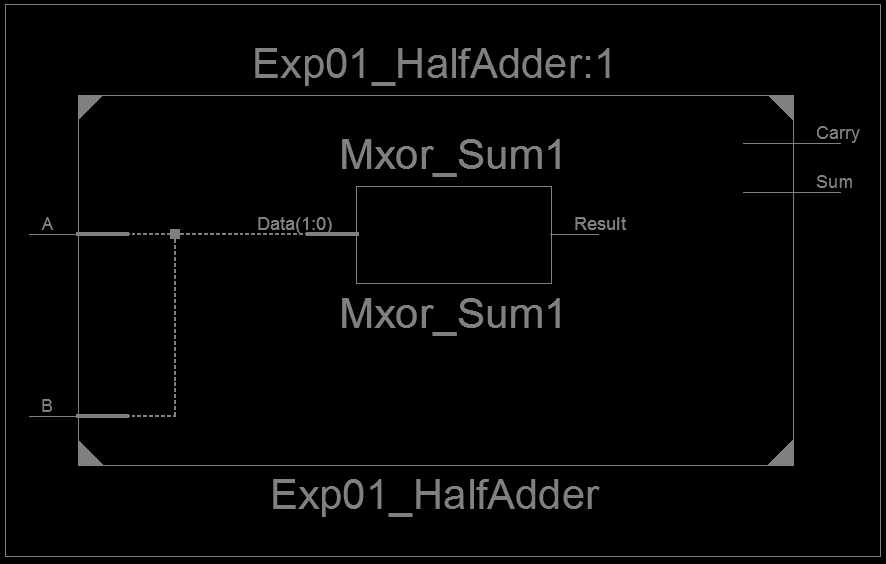 Exp01_HalfAdder:1
Carry
Mxor_Sum1
Sum
A
Data(1:0)
Result
Mxor_Sum1
B
Exp01_HalfAdder